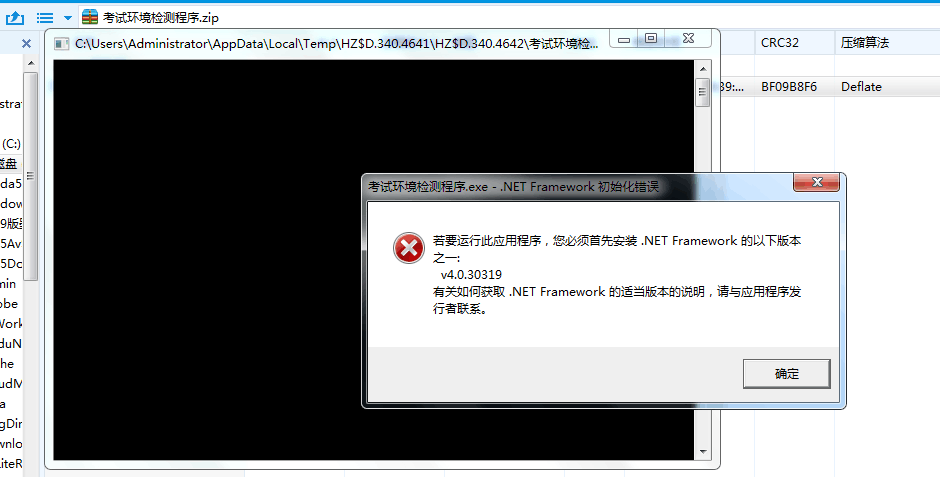 考试环境检测程序.zip
C:\Users\Administrator\AppData\Local\Temp\HZ$D.340.4641\HZ$D.340.4642\考试环境检...
CRC32
压缩算法
39:...
BF09B8F6
Deflate
(C:)
da5
dow
9版
5Av
5Do
min
obe
Work
duN
he
udM
a
gDir
wnlo
iteR
考试环境检测程序.exe - .NET Framework 初始化错误
若要运行此应用程序，您必须首先安装 .NET Framework 的以下版本
之一:
v4.0.30319
有关如何获取 .NET Framework 的适当版本的说明，请与应用程序发
行者联系。
确定